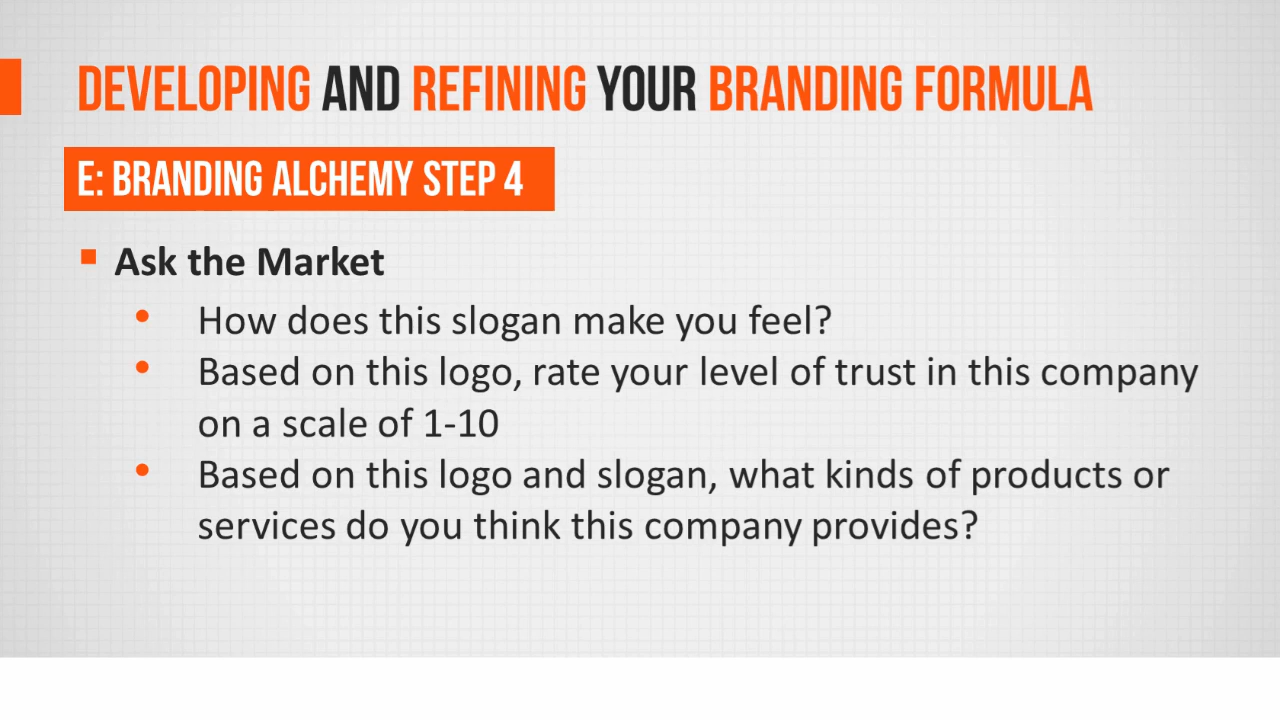 DEVELOPING AND REFINING YOUR BRANDING FORMULA
E: BRANDING ALCHEMY STEP 4
Ask the Market
How does this slogan make you feel?
Based on this logo, rate your level of trust in this company
on a scale of 1-10
Based on this logo and slogan, what kinds of products or
services do you think this company provides?